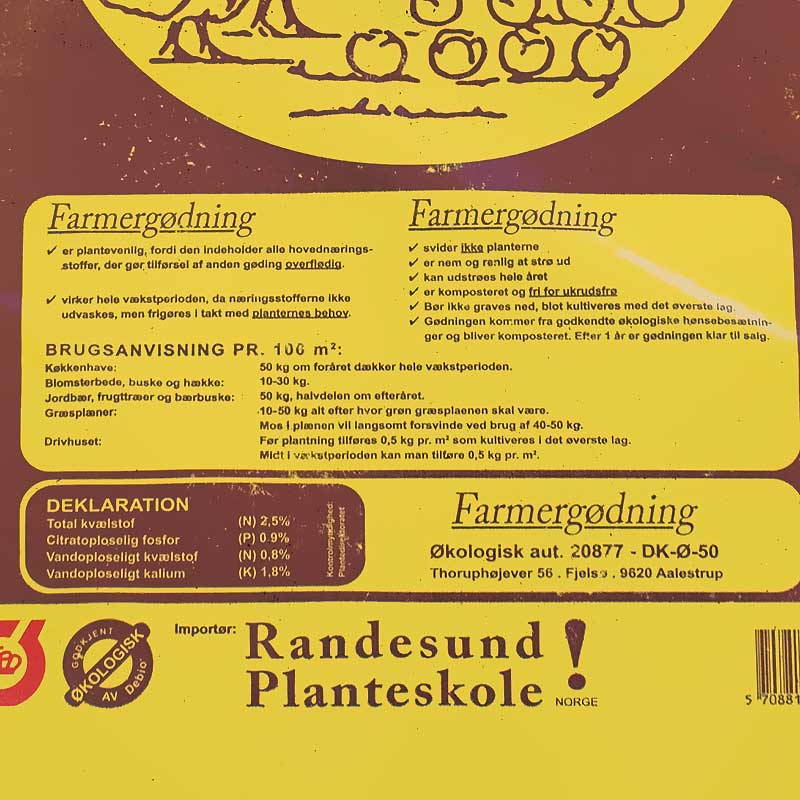 Farmergødning
✓ er plantevenlig, fordi den indeholder alle hovednærings-
stoffer, der gør tilførsel af anden gøding overflødig.
✓ virker hele vækstperioden, da næringsstofferne ikke
udvaskes, men frigøres i takt med planternes behov.
Farmergødning
✓ svider ikke planterne
✓ er nem og renlig at strø ud
✓ kan udstrøes hele året
✓ er komposteret og fri for ukrudsfrø
✓ Bør ikke graves ned, blot kultiveres med det øverste lag.
✓ Gødningen kommer fra godkendte økologiske hønsebesætnin-
ger og bliver komposteret. Efter 1 år er gødningen klar til salg.
BRUGSANVISNING PR. 100 m²:
Køkkenhave: 50 kg om foråret dækker hele vækstperioden.
Blomsterbede, buske og hække: 10-30 kg.
Jordbær, frugttræer og bærbuske: 50 kg, halvdelen om efteråret.
Græsplæner: 10-50 kg alt efter hvor grøn græsplaenen skal være.
Mos i plænen vil langsomt forsvinde ved brug af 40-50 kg.
Drivhuset: Før plantning tilføres 0,5 kg pr. m² som kultiveres i det øverste lag.
Midt i vækstperioden kan man tilføre 0,5 kg pr. m².
DEKLARATION
Total kvælstof (N) 2,5%
Citratoploselig fosfor (P) 0.9%
Vandoploseligt kvælstof (N) 0,8%
Vandoploseligt kalium (K) 1,8%
Kontrolmyndighed:
Plantedirektoratet
Farmergødning
Økologisk aut. 20877 - DK-Ø-50
Thoruphøjever 56 . Fjelsø . 9620 Aalestrup
GODKJENT
ØKOLOGISK
AV Debio
Importør: Randesund
Planteskole !
NORGE
5 70881